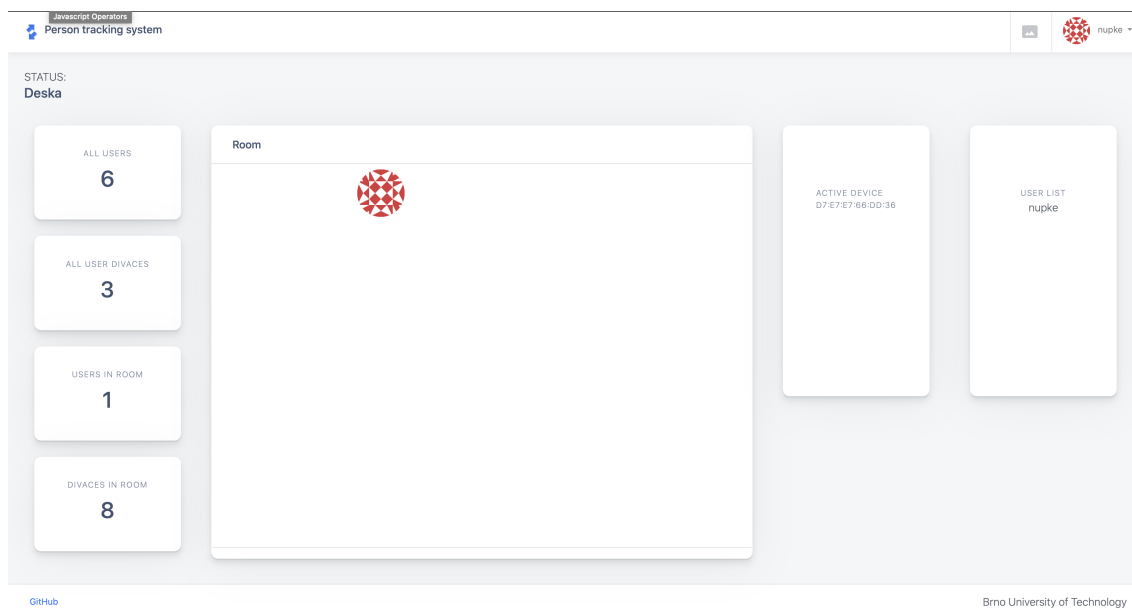 Javascript Operators
Person tracking system
nupke
STATUS:
Deska
ALL USERS
6
ALL USER DIVACES
3
USERS IN ROOM
1
DIVACES IN ROOM
8
Room
ACTIVE DEVICE
D7:E7:E7:66:DD:36
USER LIST
nupke
GitHub
Brno University of Technology